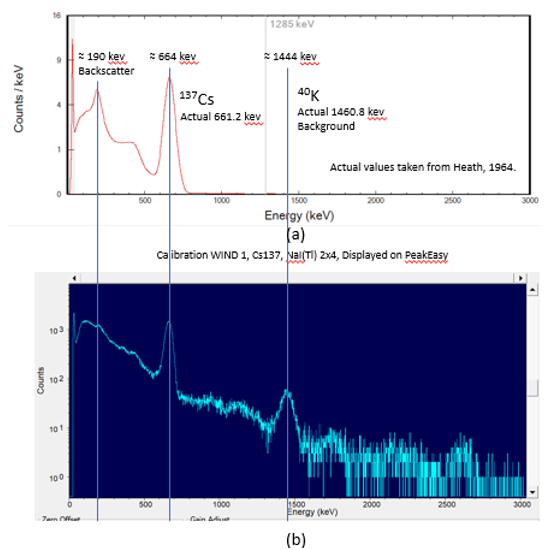 1285 keV
≈ 190 kev
Backscatter
≈ 664 kev
≈ 1444 kev
137Cs
Actual 661.2 kev
40K
Actual 1460.8 kev
Background
Actual values taken from Heath, 1964.
Counts / keV
16
9
4
1
0
0
500
1000
1500
2000
2500
3000
Energy (keV)
(a)
Calibration WIND 1, Cs137, NaI(Tl) 2x4, Displayed on PeakEasy
Counts
103
102
101
100
0
500
1000
1500
2000
2500
3000
Energy (keV)
Zero Offset
Gain Adjust
(b)